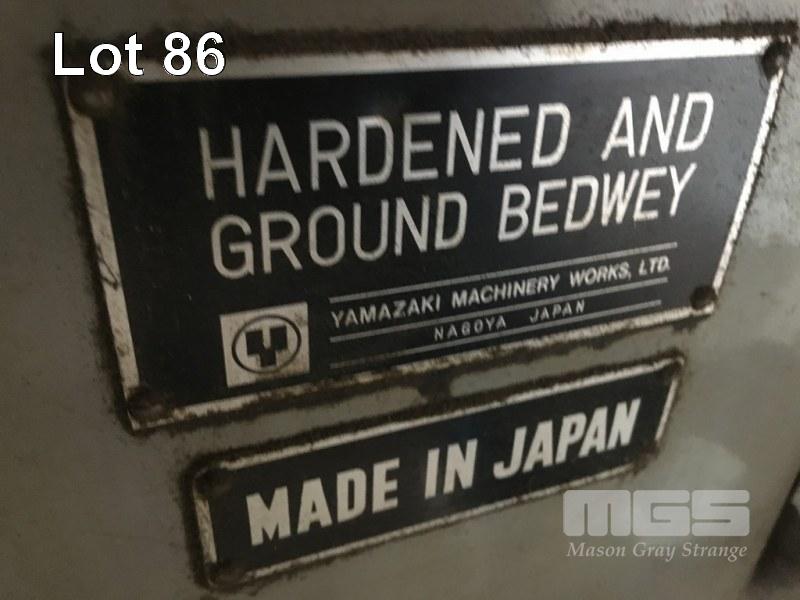 Lot 86
HARDENED AND
GROUND BEDWEY
YAMAZAKI MACHINERY WORKS, LTD.
NAGOYA JAPAN
MADE IN JAPAN
MGS
Mason Gray Strange